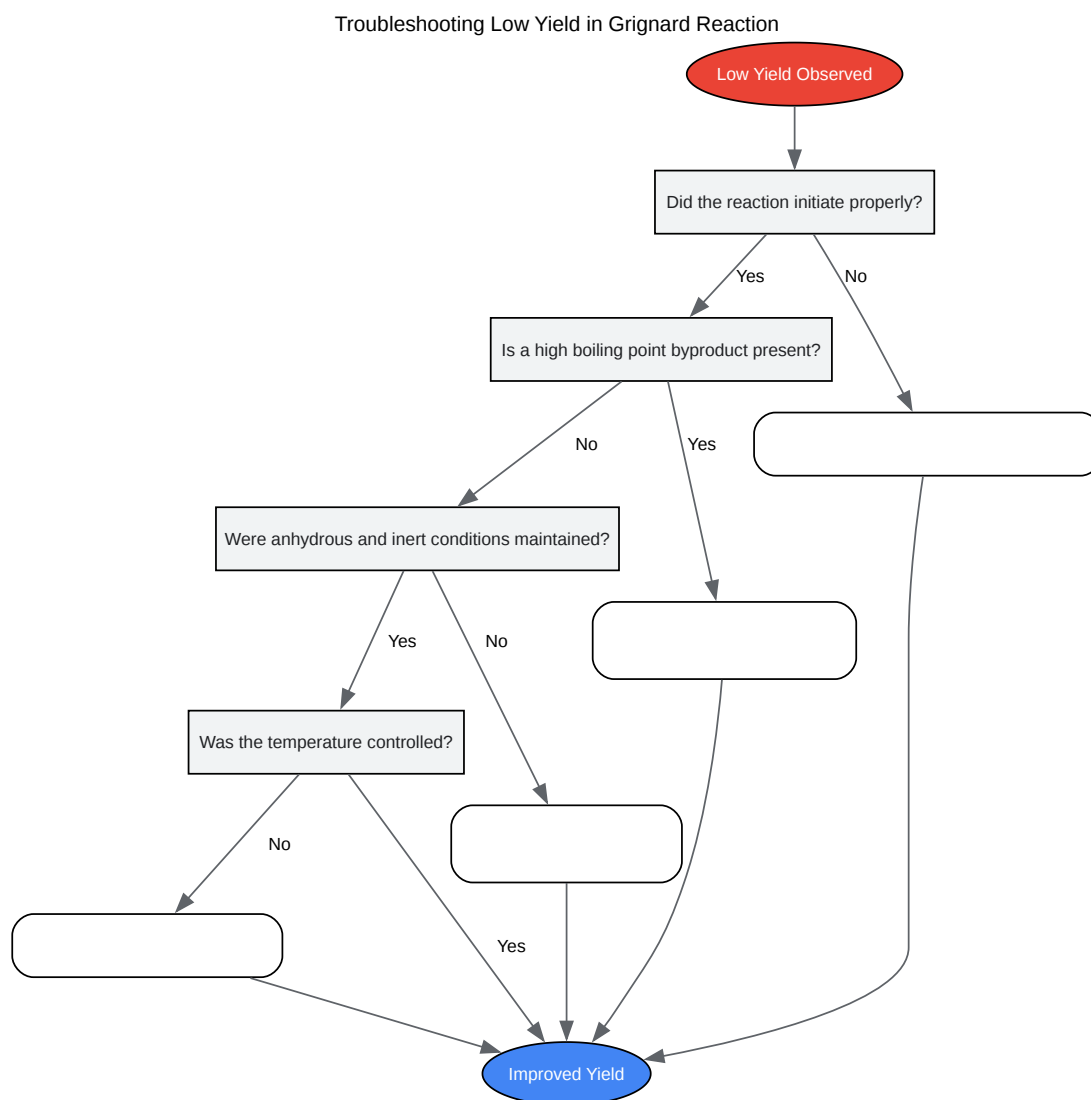 Troubleshooting Low Yield in Grignard Reaction
Low Yield Observed
Did the reaction initiate properly?
Yes
No
Is a high boiling point byproduct present?
No
Yes
Were anhydrous and inert conditions maintained?
Yes
No
Was the temperature controlled?
No
Yes
Improved Yield